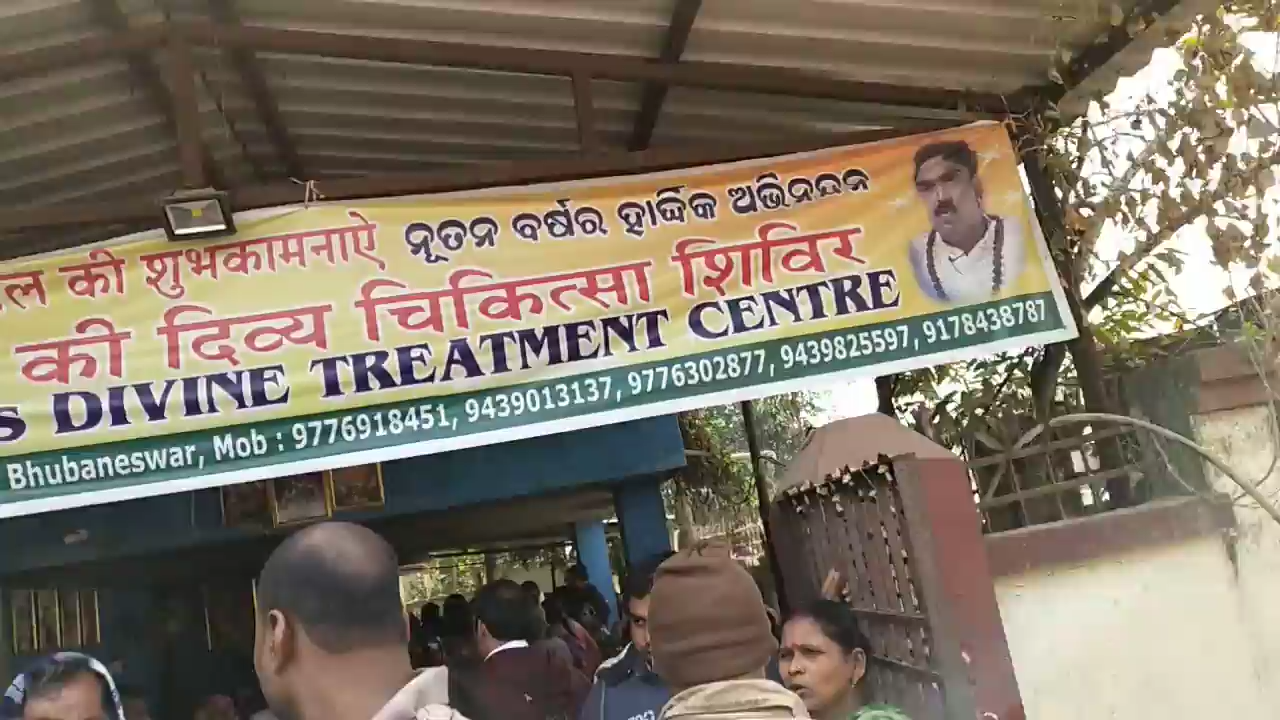 की शुभकामनाऐ ନୂତନ ବର୍ଷର ହାର୍ଦ୍ଦିକ ଅଭିନନ୍ଦନ
की दिव्य चिकित्सा शिविर
S DIVINE TREATMENT CENTRE
Bhubaneswar, Mob : 9776918451, 9439013137, 9776302877, 9439825597, 9178438787